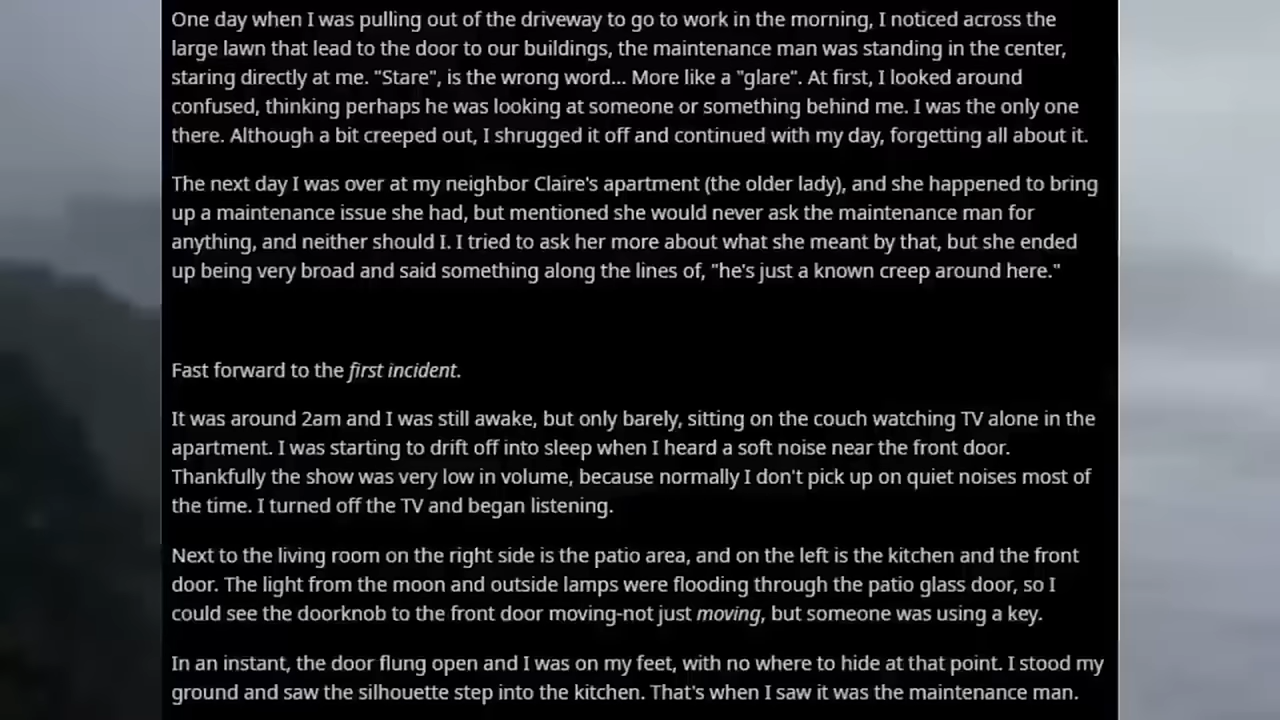 One day when I was pulling out of the driveway to go to work in the morning, I noticed across the
large lawn that lead to the door to our buildings, the maintenance man was standing in the center,
staring directly at me. "Stare", is the wrong word... More like a "glare". At first, I looked around
confused, thinking perhaps he was looking at someone or something behind me. I was the only one
there. Although a bit creeped out, I shrugged it off and continued with my day, forgetting all about it.
The next day I was over at my neighbor Claire's apartment (the older lady), and she happened to bring
up a maintenance issue she had, but mentioned she would never ask the maintenance man for
anything, and neither should I. I tried to ask her more about what she meant by that, but she ended
up being very broad and said something along the lines of, "he's just a known creep around here."
Fast forward to the first incident.
It was around 2am and I was still awake, but only barely, sitting on the couch watching TV alone in the
apartment. I was starting to drift off into sleep when I heard a soft noise near the front door.
Thankfully the show was very low in volume, because normally I don't pick up on quiet noises most of
the time. I turned off the TV and began listening.
Next to the living room on the right side is the patio area, and on the left is the kitchen and the front
door. The light from the moon and outside lamps were flooding through the patio glass door, so I
could see the doorknob to the front door moving-not just moving, but someone was using a key.
In an instant, the door flung open and I was on my feet, with no where to hide at that point. I stood my
ground and saw the silhouette step into the kitchen. That's when I saw it was the maintenance man.